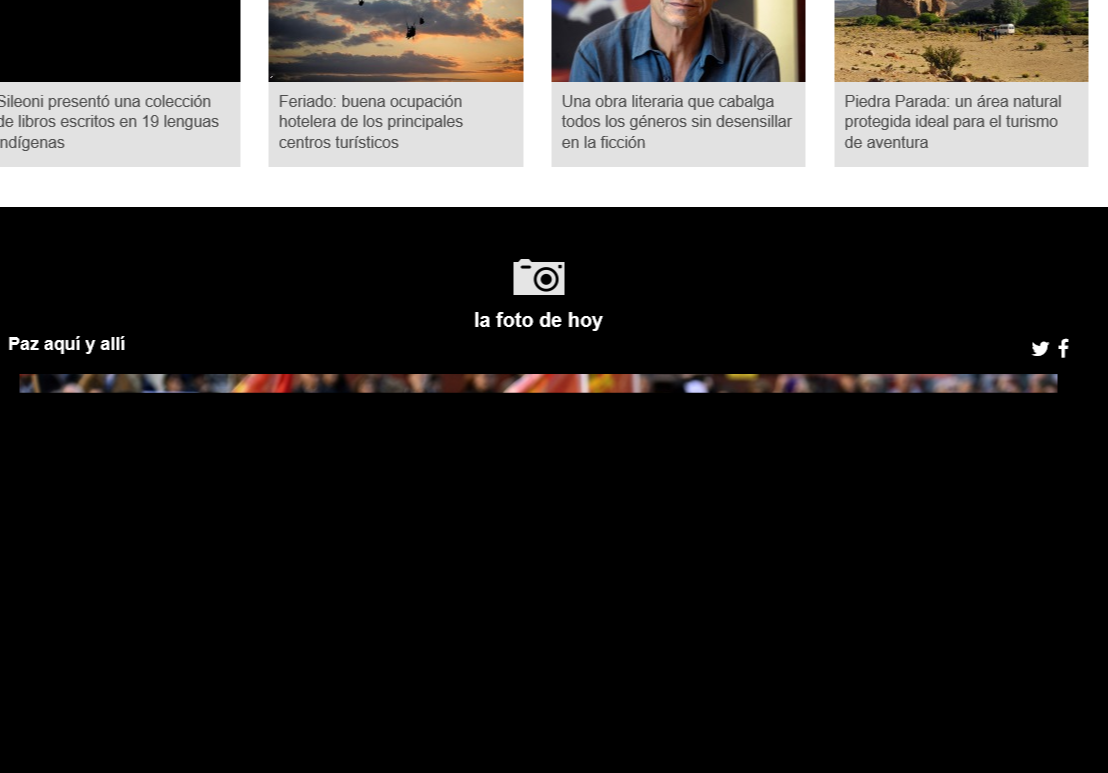 Sileoni presentó una colección
de libros escritos en 19 lenguas
indígenas
Feriado: buena ocupación
hotelera de los principales
centros turísticos
Una obra literaria que cabalga
todos los géneros sin desensillar
en la ficción
Piedra Parada: un área natural
protegida ideal para el turismo
de aventura
la foto de hoy
Paz aquí y allí